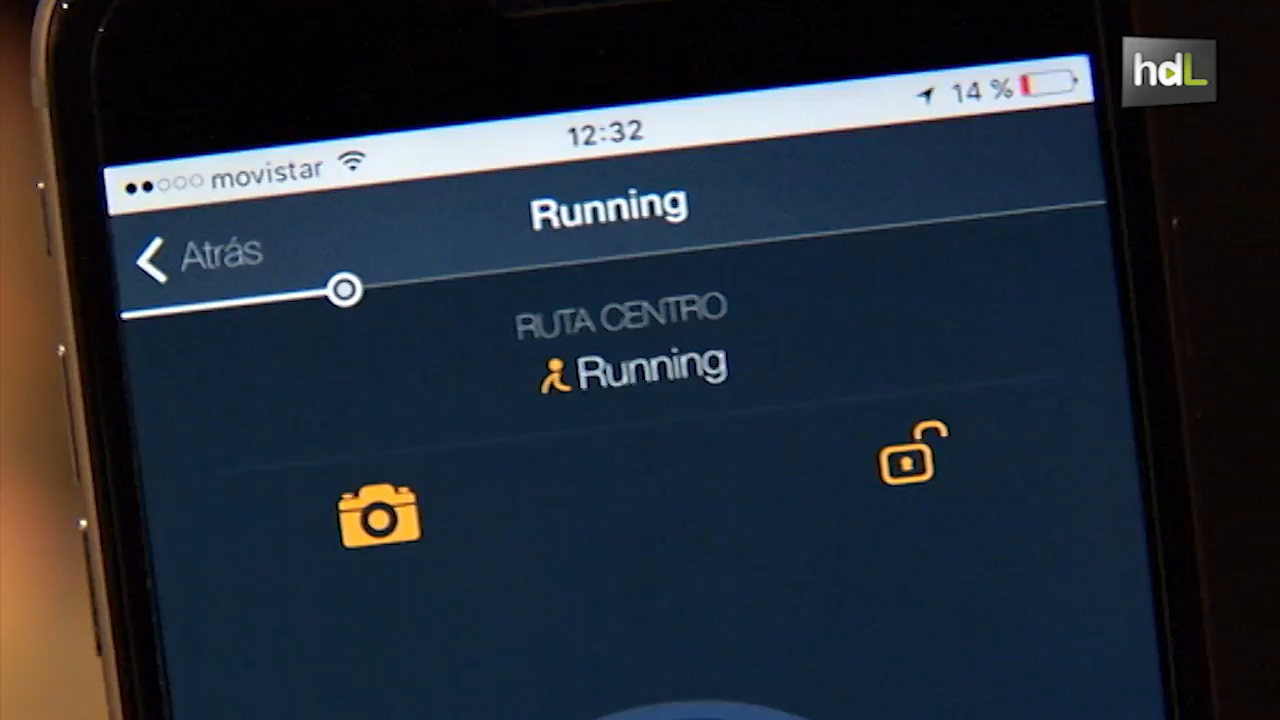 hdL
14 %
12:32
movistar
Running
Atrás
RUTA CENTRO
Running